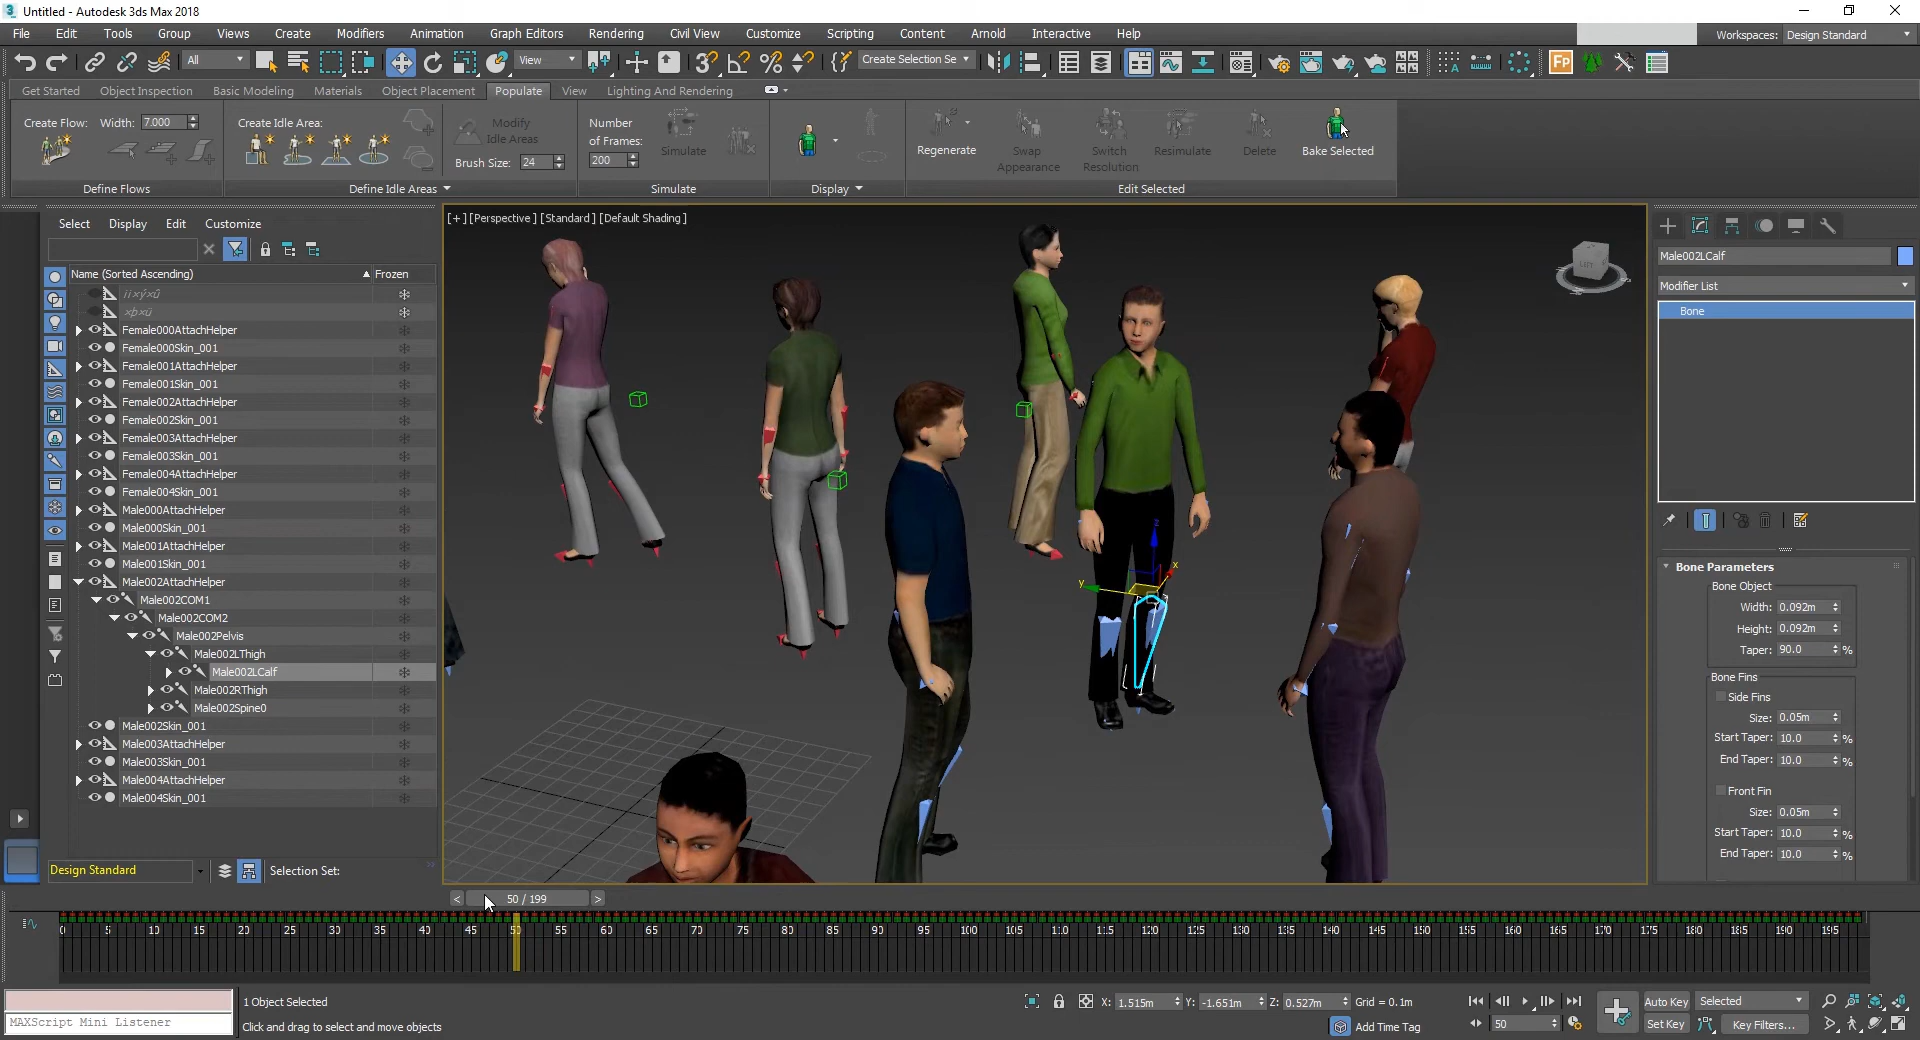 Untitled - Autodesk 3ds Max 2018
File Edit Tools Group Views Create Modifiers Animation Graph Editors Rendering Civil View Customize Scripting Content Arnold Interactive Help
Workspaces: Design Standard
All View Create Selection Se
Get Started Object Inspection Basic Modeling Materials Object Placement Populate View Lighting And Rendering
Create Flow: Width: 7.000
Define Flows
Create Idle Area:
Modify Idle Areas
Brush Size: 24
Define Idle Areas
Number of Frames:
200
Simulate
Simulate
Display
Regenerate
Swap Appearance
Switch Resolution
Resimulate
Delete
Bake Selected
Edit Selected
Select Display Edit Customize
Name (Sorted Ascending) Frozen
Female000AttachHelper
Female000Skin_001
Female001AttachHelper
Female001Skin_001
Female002AttachHelper
Female002Skin_001
Female003AttachHelper
Female003Skin_001
Female004AttachHelper
Female004Skin_001
Male000AttachHelper
Male000Skin_001
Male001AttachHelper
Male001Skin_001
Male002AttachHelper
Male002COM1
Male002COM2
Male002Pelvis
Male002LThigh
Male002LCalf
Male002RThigh
Male002Spine0
Male002Skin_001
Male003AttachHelper
Male003Skin_001
Male004AttachHelper
Male004Skin_001
Design Standard
Selection Set:
[+] [Perspective] [Standard] [Default Shading]
z
x
y
Male002LCalf
Modifier List
Bone
Bone Parameters
Bone Object
Width: 0.092m
Height: 0.092m
Taper: 90.0 %
Bone Fins
Side Fins
Size: 0.05m
Start Taper: 10.0 %
End Taper: 10.0 %
Front Fin
Size: 0.05m
Start Taper: 10.0 %
End Taper: 10.0 %
< 50 / 199 >
0 5 10 15 20 25 30 35 40 45 50 55 60 65 70 75 80 85 90 95 100 105 110 115 120 125 130 135 140 145 150 155 160 165 170 175 180 185 190 195
MAXScript Mini Listener
1 Object Selected
Click and drag to select and move objects
X: 1.515m Y: -1.651m Z: 0.527m Grid = 0.1m
Add Time Tag
50
Auto Key Selected
Set Key Key Filters...